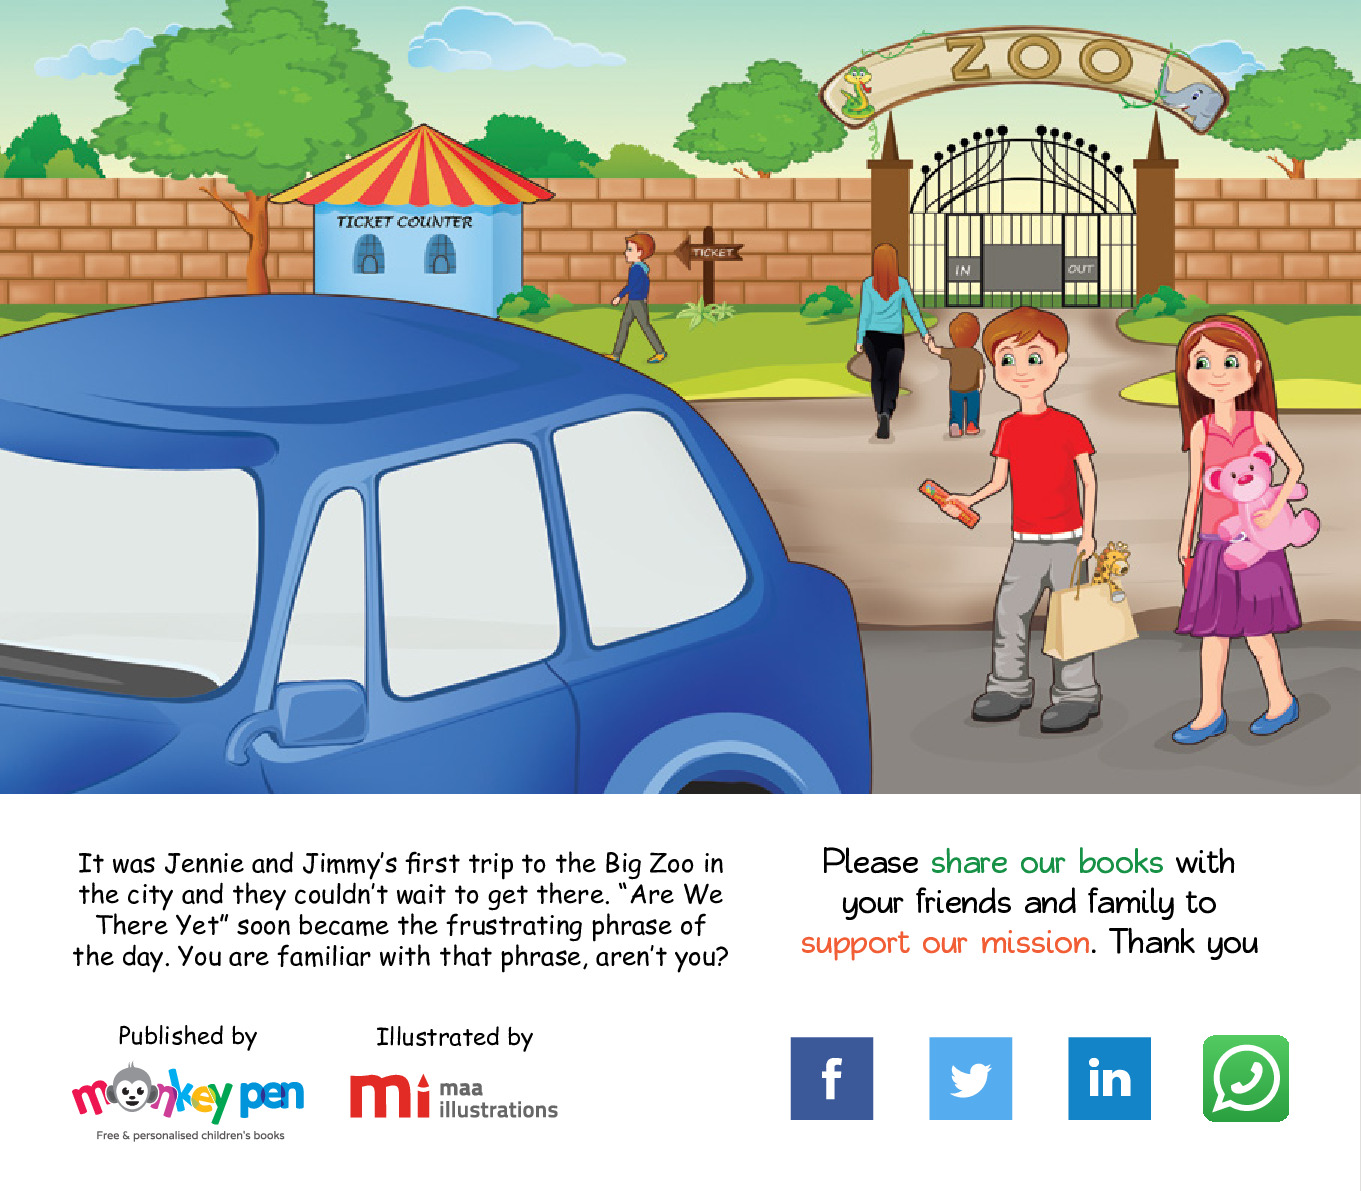 ZOO
TICKET COUNTER
TICKET
IN
OUT
It was Jennie and Jimmy’s first trip to the Big Zoo in
the city and they couldn’t wait to get there. “Are We
There Yet” soon became the frustrating phrase of
the day. You are familiar with that phrase, aren’t you?
Please share our books with
your friends and family to
support our mission. Thank you
Published by
monkey pen
Free & personalised children's books
Illustrated by
mi maa
illustrations
f
in